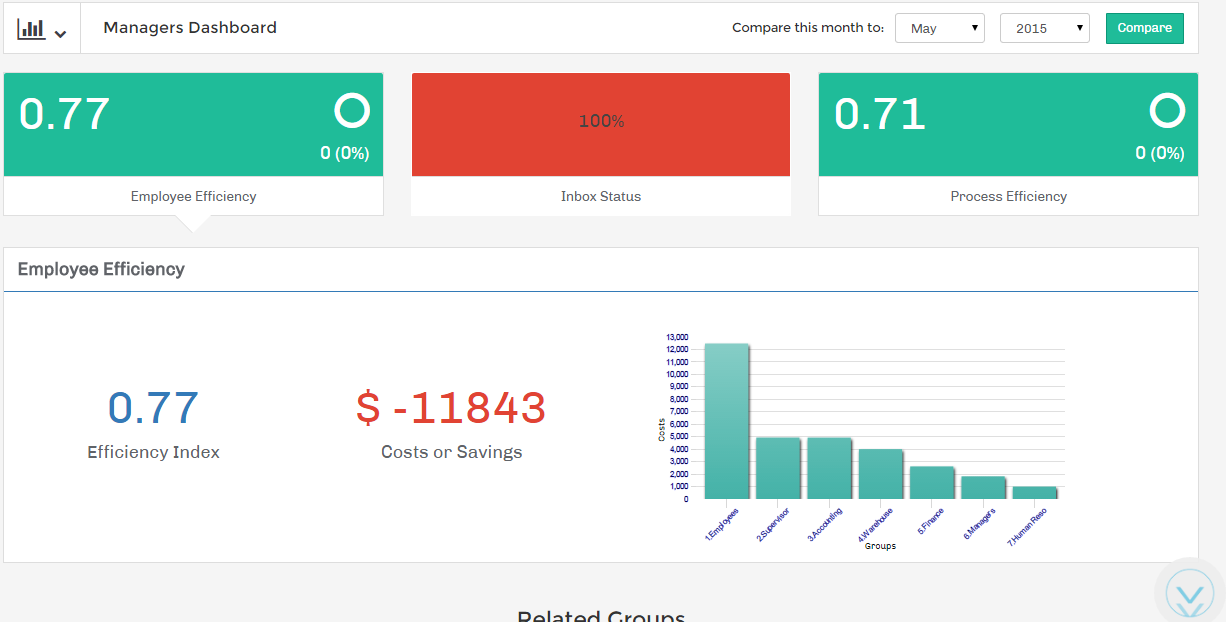 Managers Dashboard
Compare this month to:
May
2015
Compare
0.77
0 (0%)
Employee Efficiency
100%
Inbox Status
0.71
0 (0%)
Process Efficiency
Employee Efficiency
0.77
Efficiency Index
$ -11843
Costs or Savings
13,000
12,000
11,000
10,000
9,000
8,000
7,000
6,000
5,000
4,000
3,000
2,000
1,000
0
Costs
1.Employees
2.Supervisor
3.Accounting
4.Warehouse
5.Finance
6.Managers
7.Human Reso
Groups
Related Groups